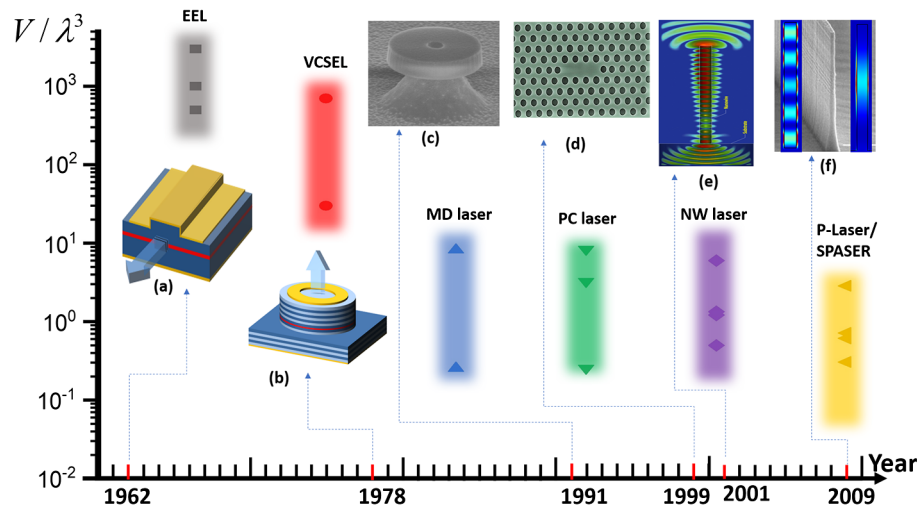 V / λ³
EEL
VCSEL
10³
10²
10¹
10⁰
10⁻¹
10⁻²
(a)
(b)
(c)
(d)
(e)
(f)
MD laser
PC laser
NW laser
P-Laser/
SPASER
Year
1962
1978
1991
1999
2001
2009